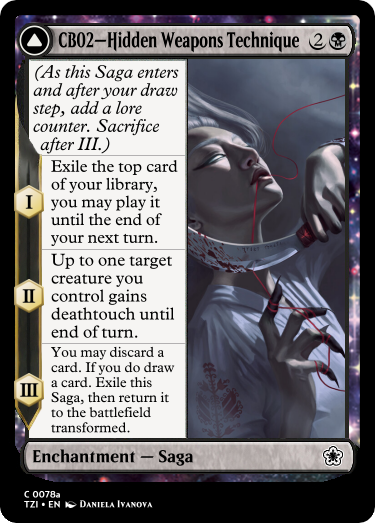 CB02—Hidden Weapons Technique 2
(As this Saga enters
and after your draw
step, add a lore
counter. Sacrifice
after III.)
I
Exile the top card
of your library,
you may play it
until the end of
your next turn.
II
Up to one target
creature you
control gains
deathtouch until
end of turn.
III
You may discard a
card. If you do draw
a card. Exile this
Saga, then return it
to the battlefield
transformed.
Enchantment — Saga
C 0078a
TZI • EN Daniela Ivanova